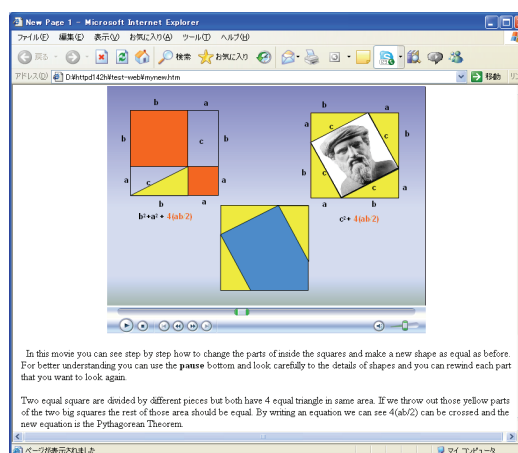 New Page 1 - Microsoft Internet Explorer
ファイル(F) 編集(E) 表示(V) お気に入り(A) ツール(T) ヘルプ(H)
戻る 検索 お気に入り
アドレス(D) D:¥httpd142h¥test-web¥mynew.htm 移動
b a b a
b c b b c c b
a c a b c c a
b a a b
b²+a² + 4(ab/2) c²+ 4(ab/2)
In this movie you can see step by step how to change the parts of inside the squares and make a new shape as equal as before.
For better understanding you can use the pause bottom and look carefully to the details of shapes and you can rewind each part
that you want to look again.
Two equal square are divided by different pieces but both have 4 equal triangle in same area. If we throw out those yellow parts
of the two big squares the rest of those area should be equal. By writing an equation we can see 4(ab/2) can be crossed and the
new equation is the Pythagorean Theorem.
ページが表示されました マイ コンピュータ